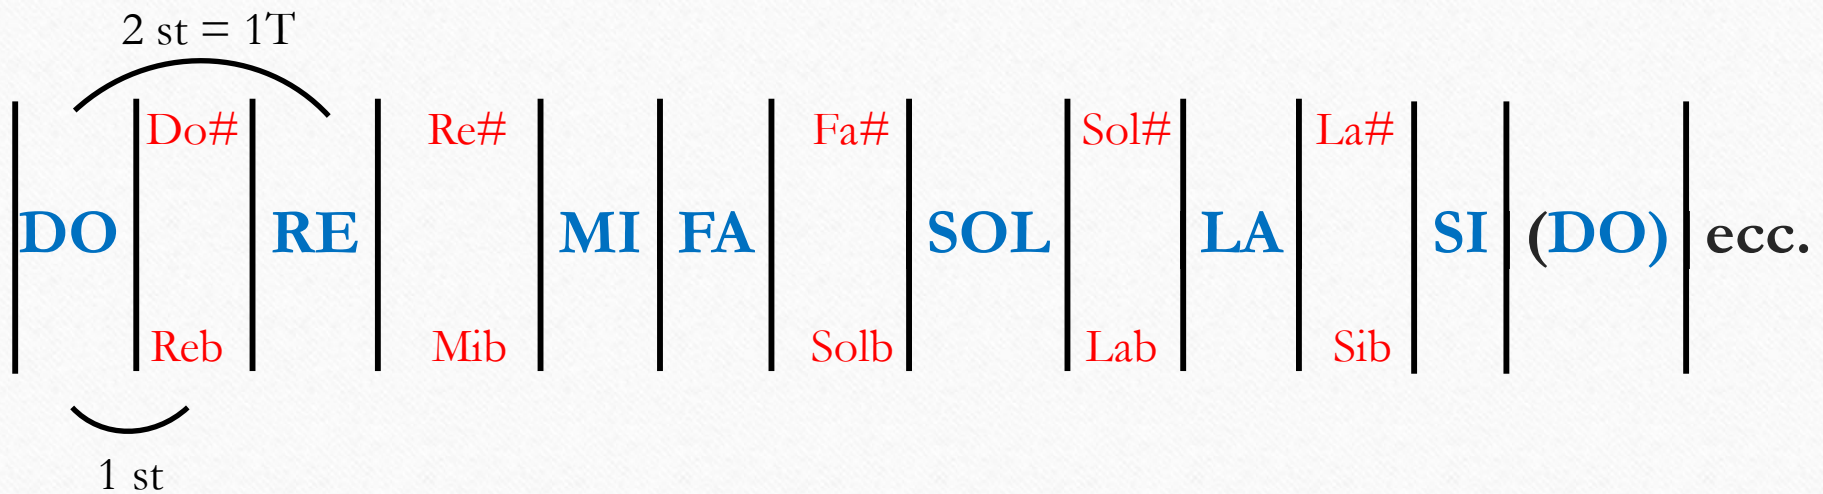 2 st = 1T
Do# Re# Fa# Sol# La#
DO RE MI FA SOL LA SI (DO) ecc.
Reb Mib Solb Lab Sib
1 st